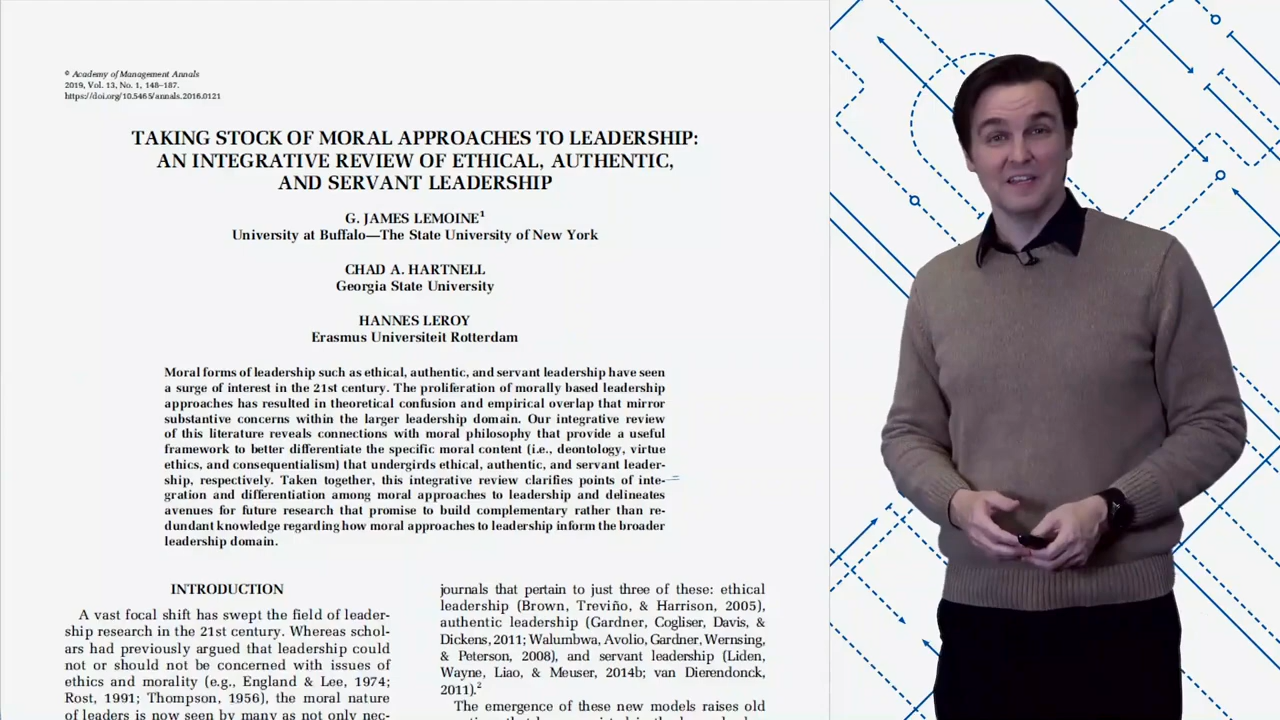 © Academy of Management Annals
2019, Vol. 13, No. 1, 148–187.
https://doi.org/10.5465/annals.2016.0121
TAKING STOCK OF MORAL APPROACHES TO LEADERSHIP:
AN INTEGRATIVE REVIEW OF ETHICAL, AUTHENTIC,
AND SERVANT LEADERSHIP
G. JAMES LEMOINE¹
University at Buffalo—The State University of New York
CHAD A. HARTNELL
Georgia State University
HANNES LEROY
Erasmus Universiteit Rotterdam
Moral forms of leadership such as ethical, authentic, and servant leadership have seen
a surge of interest in the 21st century. The proliferation of morally based leadership
approaches has resulted in theoretical confusion and empirical overlap that mirror
substantive concerns within the larger leadership domain. Our integrative review
of this literature reveals connections with moral philosophy that provide a useful
framework to better differentiate the specific moral content (i.e., deontology, virtue
ethics, and consequentialism) that undergirds ethical, authentic, and servant leader-
ship, respectively. Taken together, this integrative review clarifies points of inte-
gration and differentiation among moral approaches to leadership and delineates
avenues for future research that promise to build complementary rather than re-
dundant knowledge regarding how moral approaches to leadership inform the broader
leadership domain.
INTRODUCTION
A vast focal shift has swept the field of leader-
ship research in the 21st century. Whereas schol-
ars had previously argued that leadership could
not or should not be concerned with issues of
ethics and morality (e.g., England & Lee, 1974;
Rost, 1991; Thompson, 1956), the moral nature
of leaders is now seen by many as not only nec-
journals that pertain to just three of these: ethical
leadership (Brown, Treviño, & Harrison, 2005),
authentic leadership (Gardner, Cogliser, Davis, &
Dickens, 2011; Walumbwa, Avolio, Gardner, Wernsing,
& Peterson, 2008), and servant leadership (Liden,
Wayne, Liao, & Meuser, 2014b; van Dierendonck,
2011).²
The emergence of these new models raises old